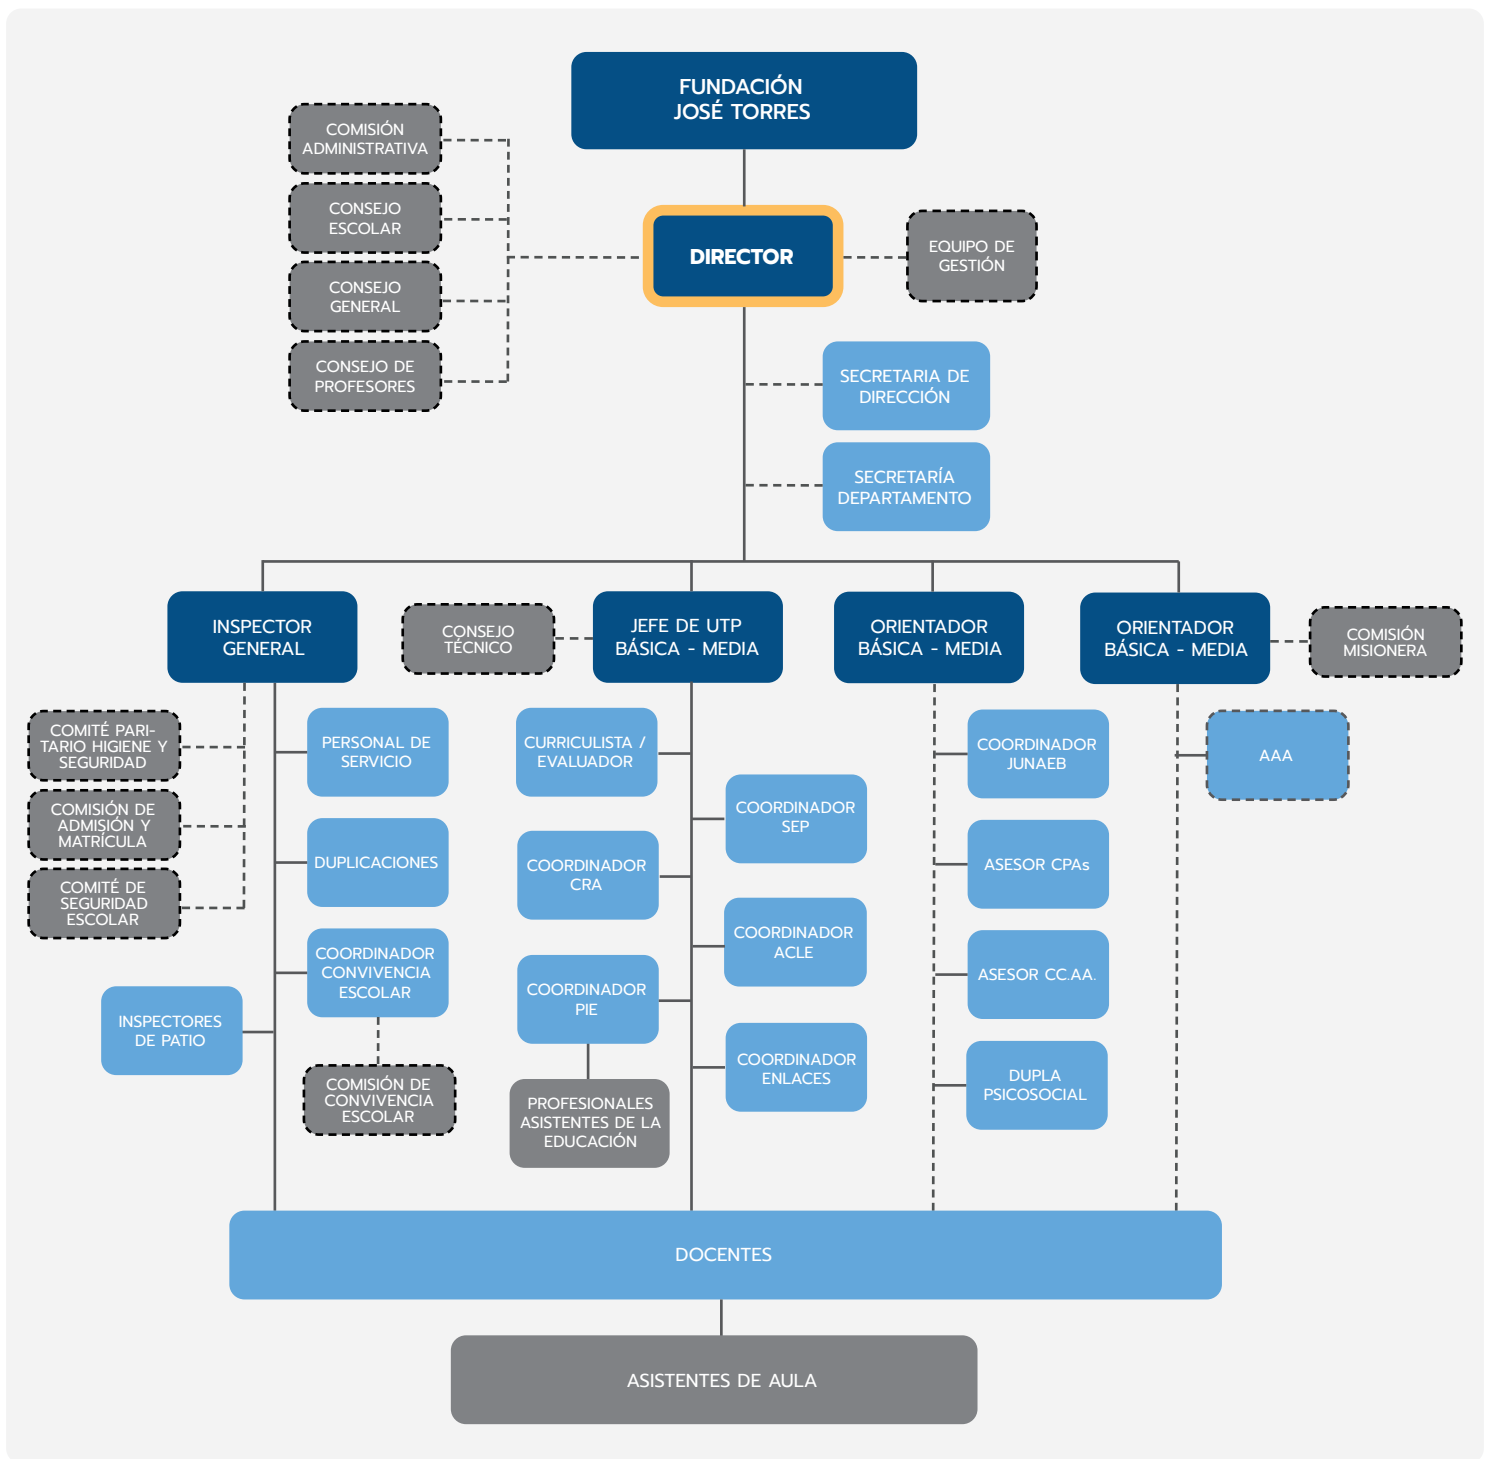 FUNDACIÓN
JOSÉ TORRES
COMISIÓN
ADMINISTRATIVA
CONSEJO
ESCOLAR
CONSEJO
GENERAL
CONSEJO DE
PROFESORES
DIRECTOR
EQUIPO DE
GESTIÓN
SECRETARIA DE
DIRECCIÓN
SECRETARÍA
DEPARTAMENTO
INSPECTOR
GENERAL
CONSEJO
TÉCNICO
JEFE DE UTP
BÁSICA - MEDIA
ORIENTADOR
BÁSICA - MEDIA
ORIENTADOR
BÁSICA - MEDIA
COMISIÓN
MISIONERA
COMITÉ PARI-
TARIO HIGIENE Y
SEGURIDAD
COMISIÓN DE
ADMISIÓN Y
MATRÍCULA
COMITÉ DE
SEGURIDAD
ESCOLAR
INSPECTORES
DE PATIO
PERSONAL DE
SERVICIO
DUPLICACIONES
COORDINADOR
CONVIVENCIA
ESCOLAR
COMISIÓN DE
CONVIVENCIA
ESCOLAR
CURRICULISTA /
EVALUADOR
COORDINADOR
CRA
COORDINADOR
PIE
PROFESIONALES
ASISTENTES DE LA
EDUCACIÓN
COORDINADOR
SEP
COORDINADOR
ACLE
COORDINADOR
ENLACES
COORDINADOR
JUNAEB
ASESOR CPAs
ASESOR CC.AA.
DUPLA
PSICOSOCIAL
AAA
DOCENTES
ASISTENTES DE AULA